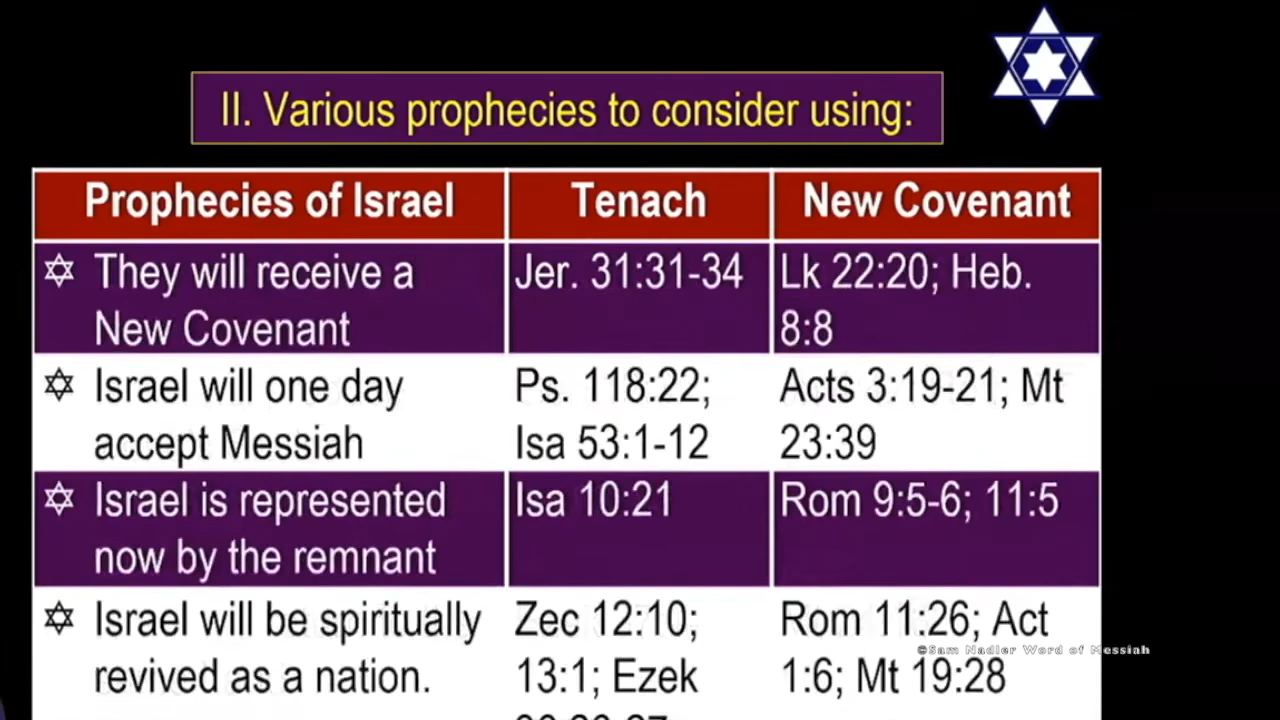 II. Various prophecies to consider using:
Prophecies of Israel Tenach New Covenant
They will receive a Jer. 31:31-34 Lk 22:20; Heb.
New Covenant 8:8
Israel will one day Ps. 118:22; Acts 3:19-21; Mt
accept Messiah Isa 53:1-12 23:39
Israel is represented Isa 10:21 Rom 9:5-6; 11:5
now by the remnant
Israel will be spiritually Zec 12:10; Rom 11:26; Act
©Sam Nadler Word of Messiah
revived as a nation. 13:1; Ezek 1:6; Mt 19:28